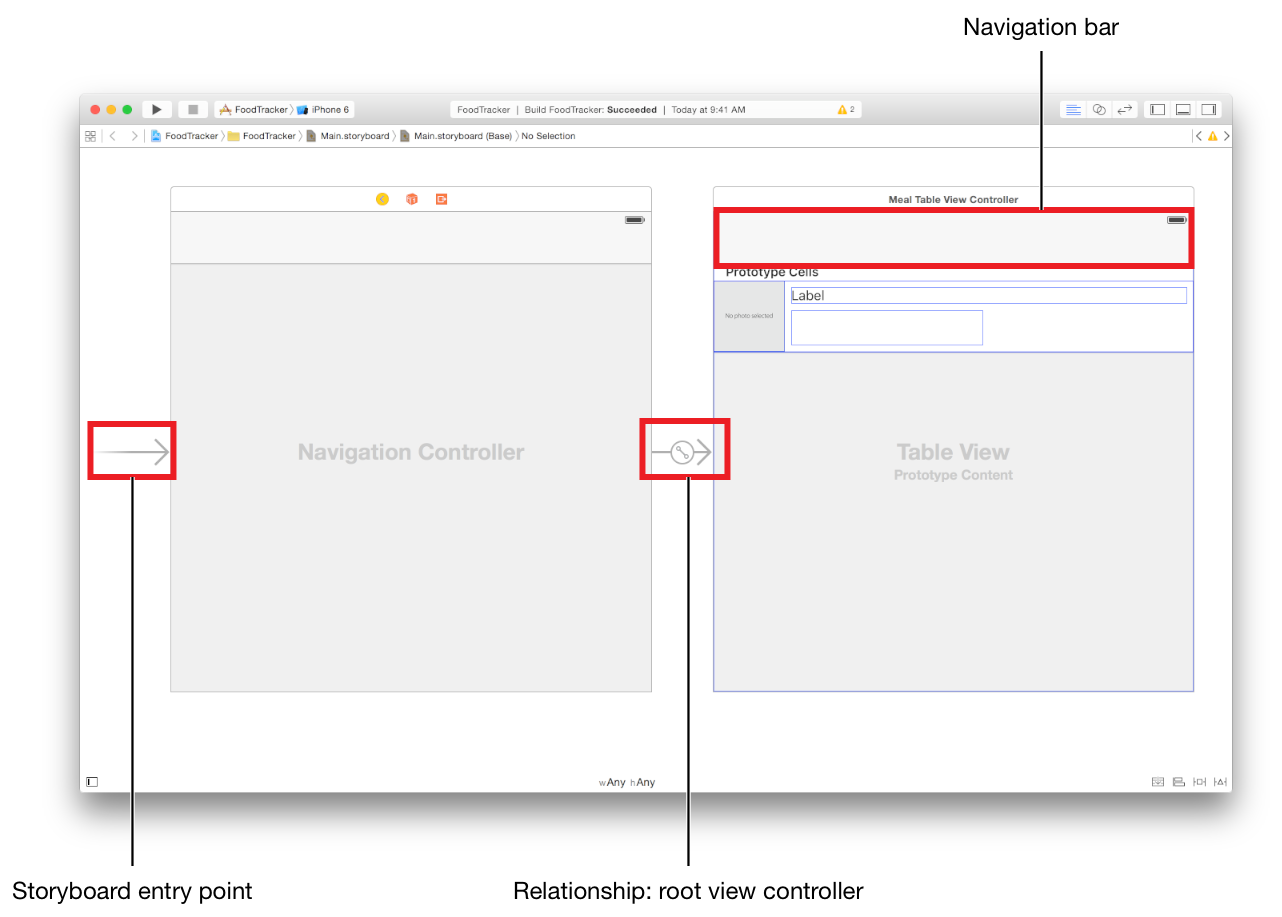 Navigation bar
FoodTracker iPhone 6 FoodTracker | Build FoodTracker: Succeeded | Today at 9:41 AM 2
FoodTracker FoodTracker Main.storyboard Main.storyboard (Base) No Selection
Meal Table View Controller
Prototype Cells
No photo selected
Label
Navigation Controller
Table View
Prototype Content
wAny hAny
Storyboard entry point
Relationship: root view controller